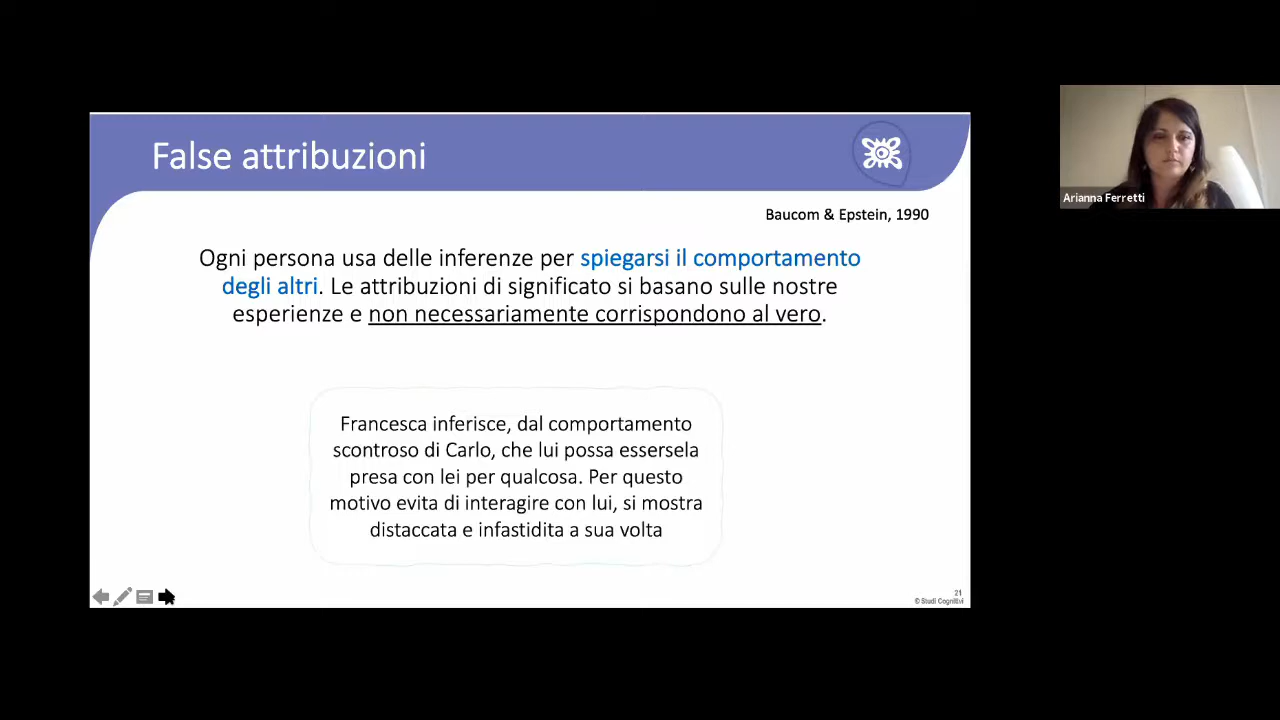 False attribuzioni
Baucom & Epstein, 1990
Ogni persona usa delle inferenze per spiegarsi il comportamento
degli altri. Le attribuzioni di significato si basano sulle nostre
esperienze e non necessariamente corrispondono al vero.
Francesca inferisce, dal comportamento
scontroso di Carlo, che lui possa essersela
presa con lei per qualcosa. Per questo
motivo evita di interagire con lui, si mostra
distaccata e infastidita a sua volta
21
© Studi Cognitivi
Arianna Ferretti